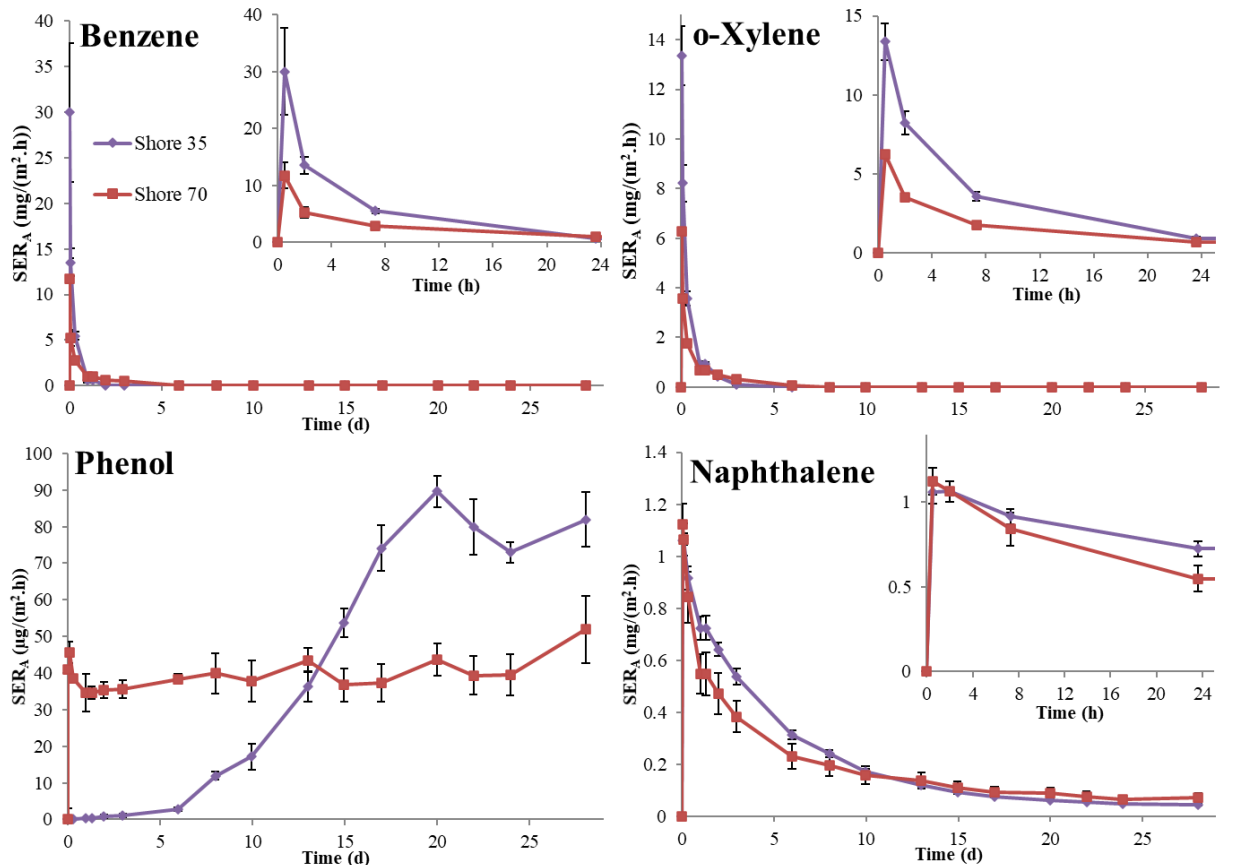 Benzene
SER_A (mg/(m².h))
40
35
30
25
20
15
10
5
0
0 5 10 15 20 25
Time (d)
Shore 35
Shore 70
40
30
20
10
0
0 4 8 12 16 20 24
Time (h)
o-Xylene
SER_A (mg/(m².h))
14
12
10
8
6
4
2
0
0 5 10 15 20 25
Time (d)
15
10
5
0
0 4 8 12 16 20 24
Time (h)
Phenol
SER_A (µg/(m².h))
100
90
80
70
60
50
40
30
20
10
0
0 5 10 15 20 25
Time (d)
Naphthalene
SER_A (mg/(m².h))
1.4
1.2
1
0.8
0.6
0.4
0.2
0
0 5 10 15 20 25
Time (d)
1
0.5
0
0 4 8 12 16 20 24
Time (h)